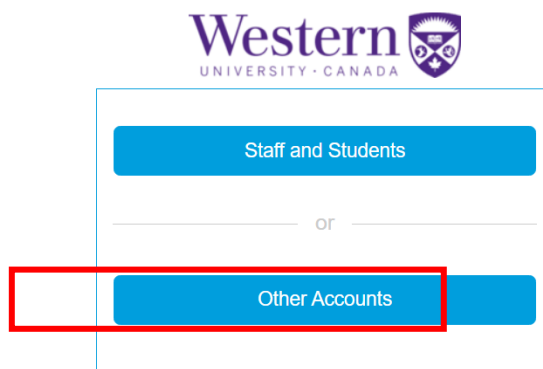 Western
UNIVERSITY · CANADA
Staff and Students
or
Other Accounts